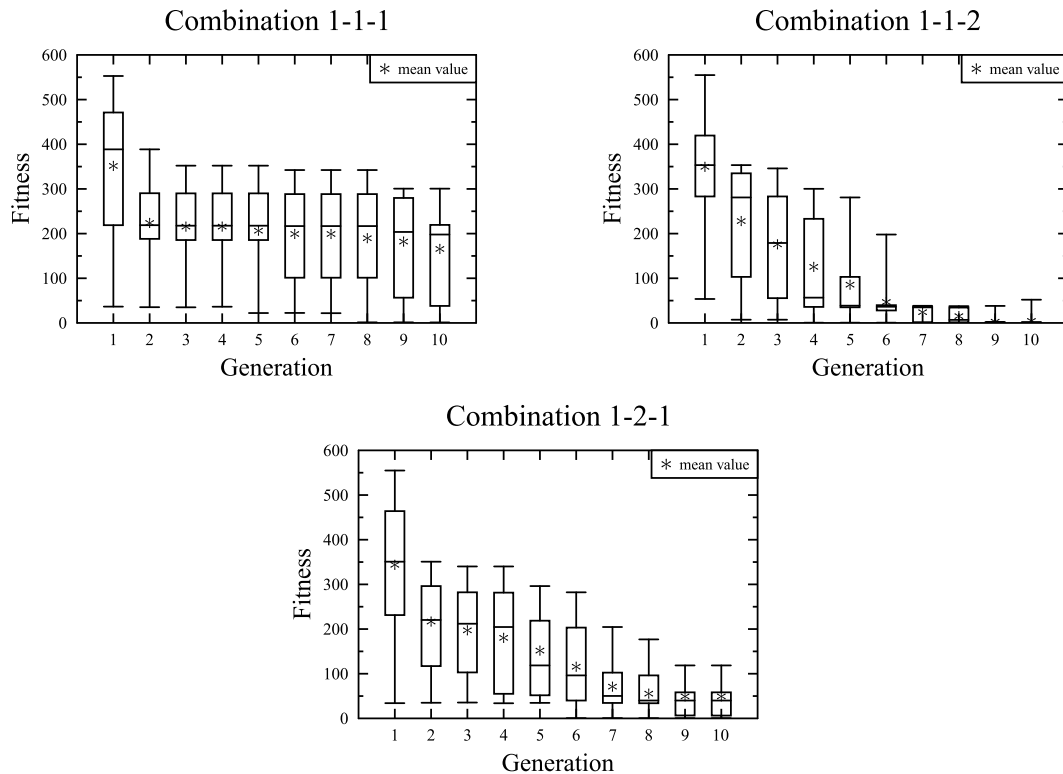 Combination 1-1-1
600
500
400
300
200
100
0
Fitness
* mean value
1 2 3 4 5 6 7 8 9 10
Generation
Combination 1-1-2
600
500
400
300
200
100
0
Fitness
* mean value
1 2 3 4 5 6 7 8 9 10
Generation
Combination 1-2-1
600
500
400
300
200
100
0
Fitness
* mean value
1 2 3 4 5 6 7 8 9 10
Generation